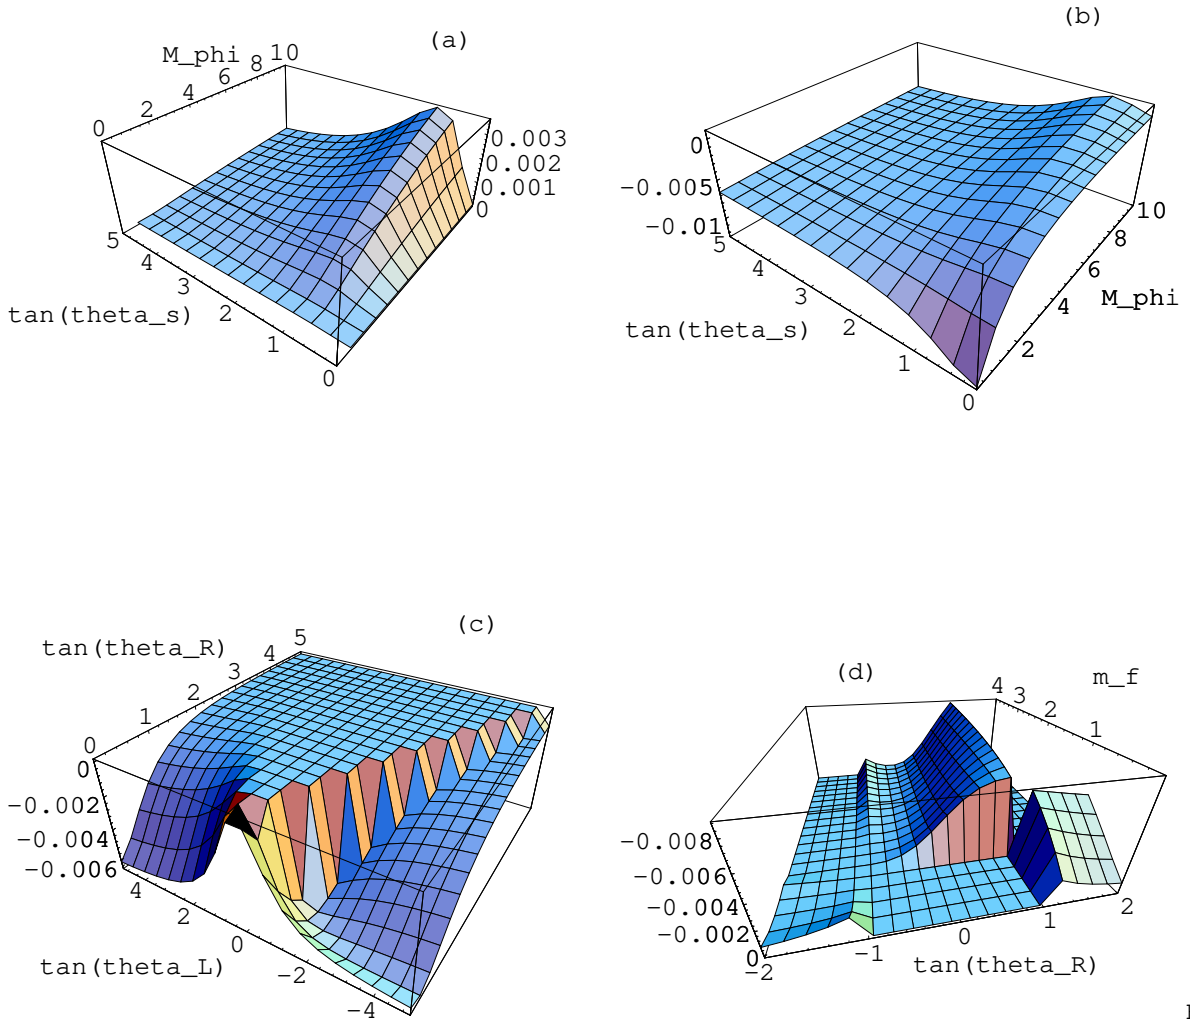 (a)
M_phi
0 2 4 6 8 10
0.003
0.002
0.001
0
5 4 3 2 1 0
tan(theta_s)
(b)
0
−0.005
−0.01
5 4 3 2 1 0
tan(theta_s)
2 4 6 8 10
M_phi
(c)
tan(theta_R)
0 1 2 3 4 5
0
−0.002
−0.004
−0.006
4 2 0 −2 −4
tan(theta_L)
(d)
m_f
4 3 2 1
−0.008
−0.006
−0.004
−0.002
0
−2 −1 0 1 2
tan(theta_R)